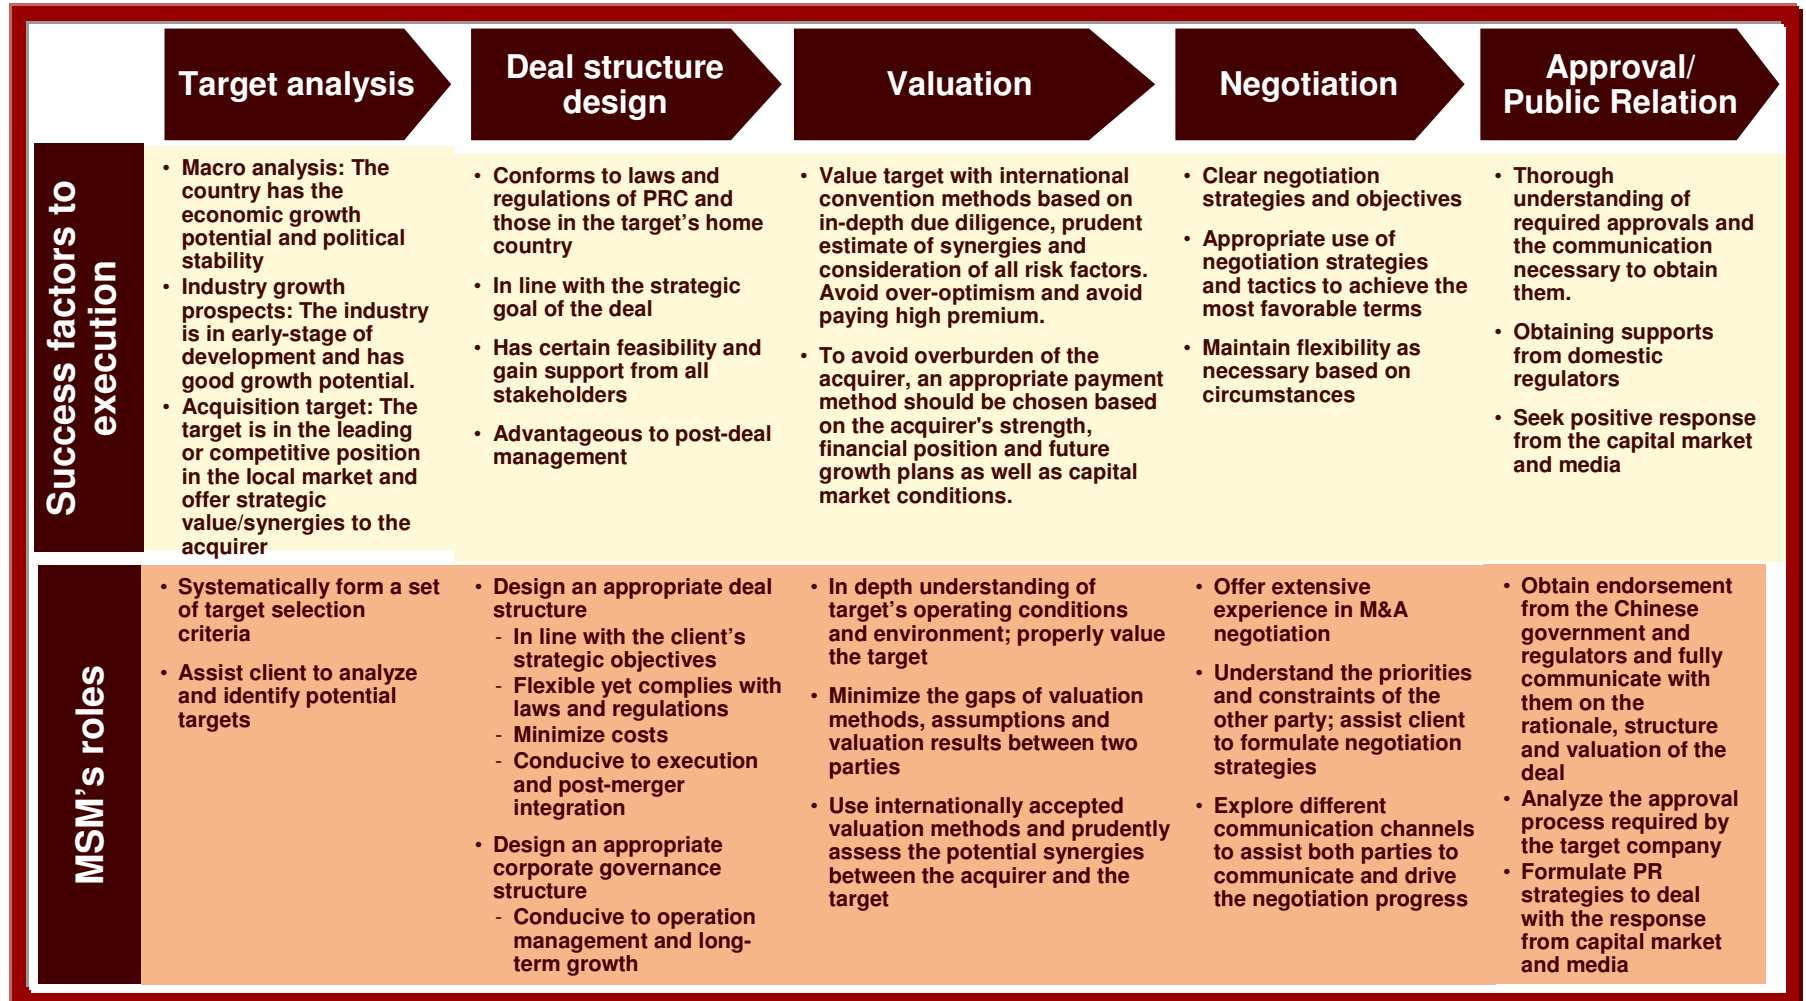 Target analysis
Deal structure
design
Valuation
Negotiation
Approval/
Public Relation
Success factors to
execution
• Macro analysis: The
country has the
economic growth
potential and political
stability
• Industry growth
prospects: The industry
is in early-stage of
development and has
good growth potential.
• Acquisition target: The
target is in the leading
or competitive position
in the local market and
offer strategic
value/synergies to the
acquirer
• Conforms to laws and
regulations of PRC and
those in the target’s home
country
• In line with the strategic
goal of the deal
• Has certain feasibility and
gain support from all
stakeholders
• Advantageous to post-deal
management
• Value target with international
convention methods based on
in-depth due diligence, prudent
estimate of synergies and
consideration of all risk factors.
Avoid over-optimism and avoid
paying high premium.
• To avoid overburden of the
acquirer, an appropriate payment
method should be chosen based
on the acquirer's strength,
financial position and future
growth plans as well as capital
market conditions.
• Clear negotiation
strategies and objectives
• Appropriate use of
negotiation strategies
and tactics to achieve the
most favorable terms
• Maintain flexibility as
necessary based on
circumstances
• Thorough
understanding of
required approvals and
the communication
necessary to obtain
them.
• Obtaining supports
from domestic
regulators
• Seek positive response
from the capital market
and media
MSM’s roles
• Systematically form a set
of target selection
criteria
• Assist client to analyze
and identify potential
targets
• Design an appropriate deal
structure
- In line with the client’s
strategic objectives
- Flexible yet complies with
laws and regulations
- Minimize costs
- Conducive to execution
and post-merger
integration
• Design an appropriate
corporate governance
structure
- Conducive to operation
management and long-
term growth
• In depth understanding of
target’s operating conditions
and environment; properly value
the target
• Minimize the gaps of valuation
methods, assumptions and
valuation results between two
parties
• Use internationally accepted
valuation methods and prudently
assess the potential synergies
between the acquirer and the
target
• Offer extensive
experience in M&A
negotiation
• Understand the priorities
and constraints of the
other party; assist client
to formulate negotiation
strategies
• Explore different
communication channels
to assist both parties to
communicate and drive
the negotiation progress
• Obtain endorsement
from the Chinese
government and
regulators and fully
communicate with
them on the
rationale, structure
and valuation of the
deal
• Analyze the approval
process required by
the target company
• Formulate PR
strategies to deal
with the response
from capital market
and media